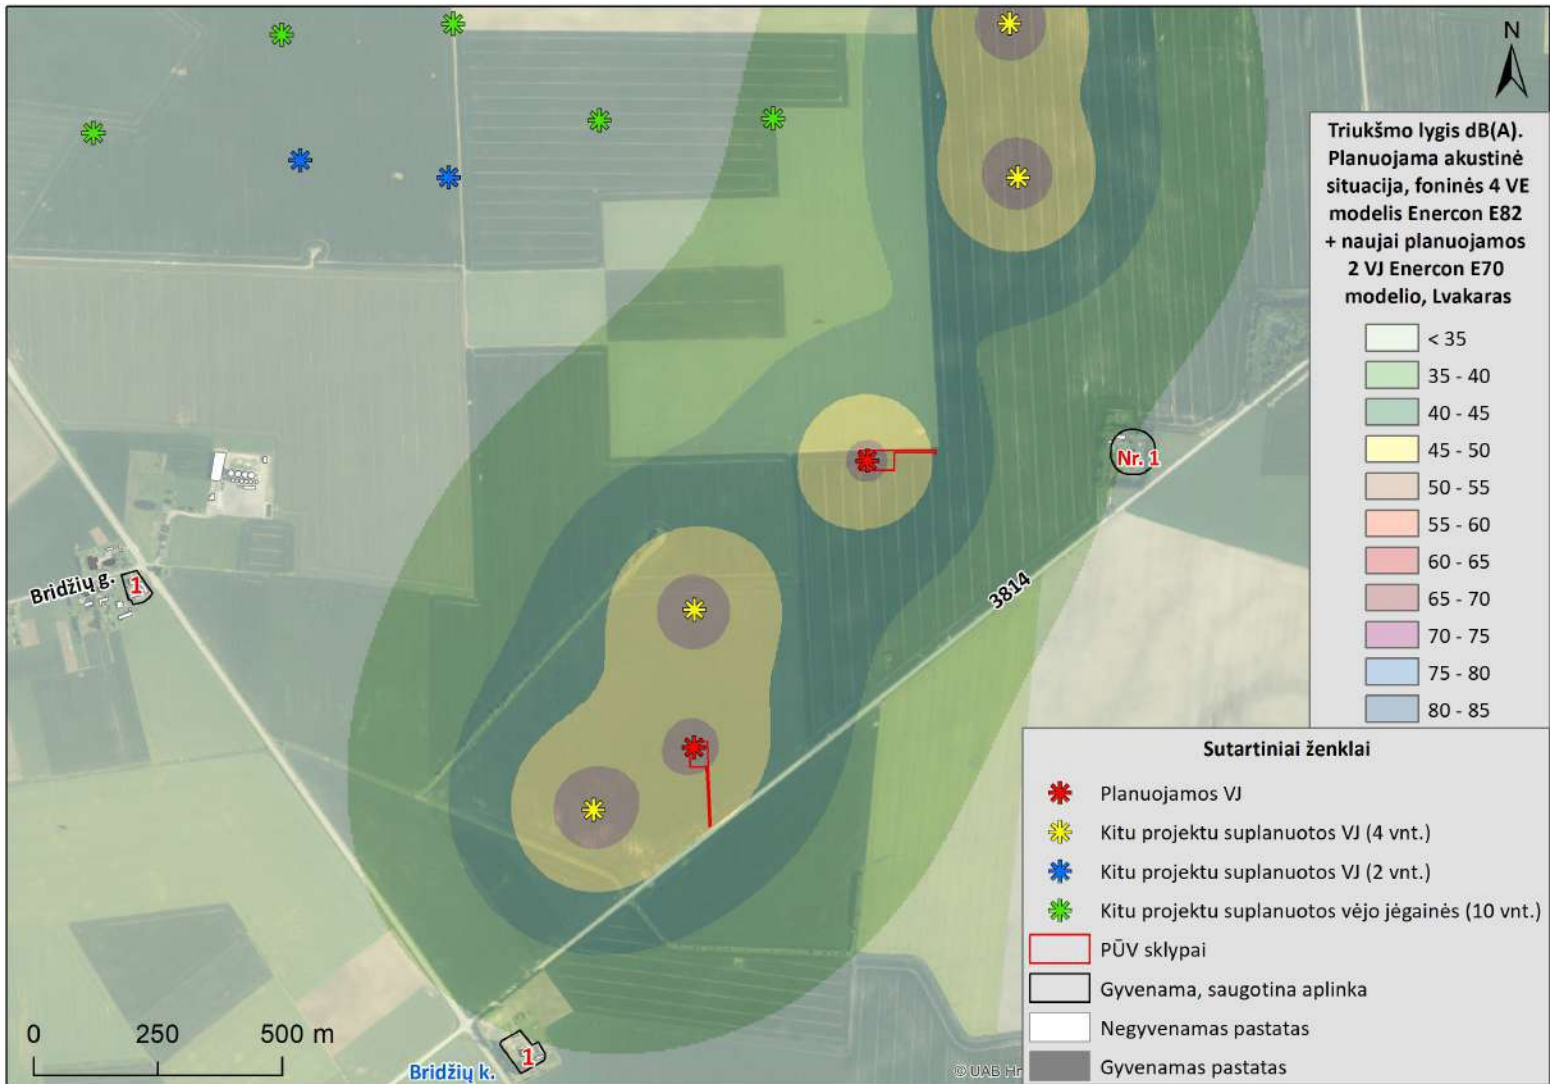 N
Triukšmo lygis dB(A).
Planuojama akustinė
situacija, foninės 4 VE
modelis Enercon E82
+ naujai planuojamos
2 VJ Enercon E70
modelio, Lvakaras
< 35
35 - 40
40 - 45
45 - 50
50 - 55
55 - 60
60 - 65
65 - 70
70 - 75
75 - 80
80 - 85
Nr. 1
3814
Bridžių g.
1
Sutartiniai ženklai
Planuojamos VJ
Kitu projektu suplanuotos VJ (4 vnt.)
Kitu projektu suplanuotos VJ (2 vnt.)
Kitu projektu suplanuotos vėjo jėgainės (10 vnt.)
PŪV sklypai
Gyvenama, saugotina aplinka
Negyvenamas pastatas
Gyvenamas pastatas
0 250 500 m
1
Bridžių k.
© UAB